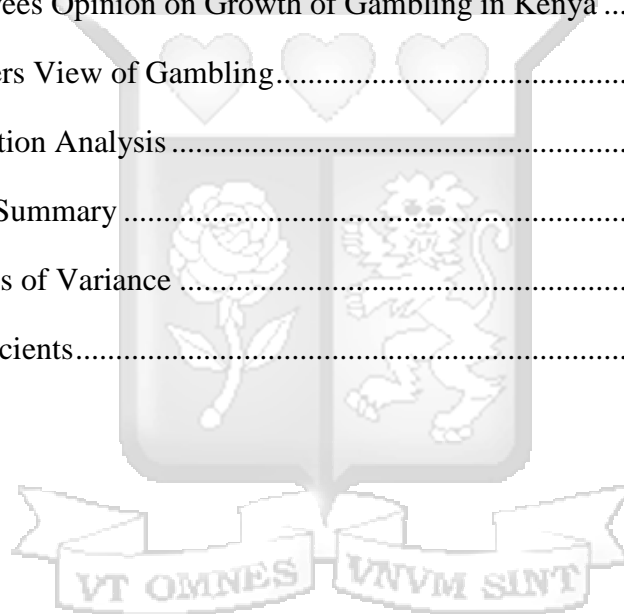 ees Opinion on Growth of Gambling in Kenya ...
ers View of Gambling..........................................
tion Analysis.........................................................
Summary ...............................................................
s of Variance ........................................................
cients.....................................................................
VT OMNES VNVM SINT